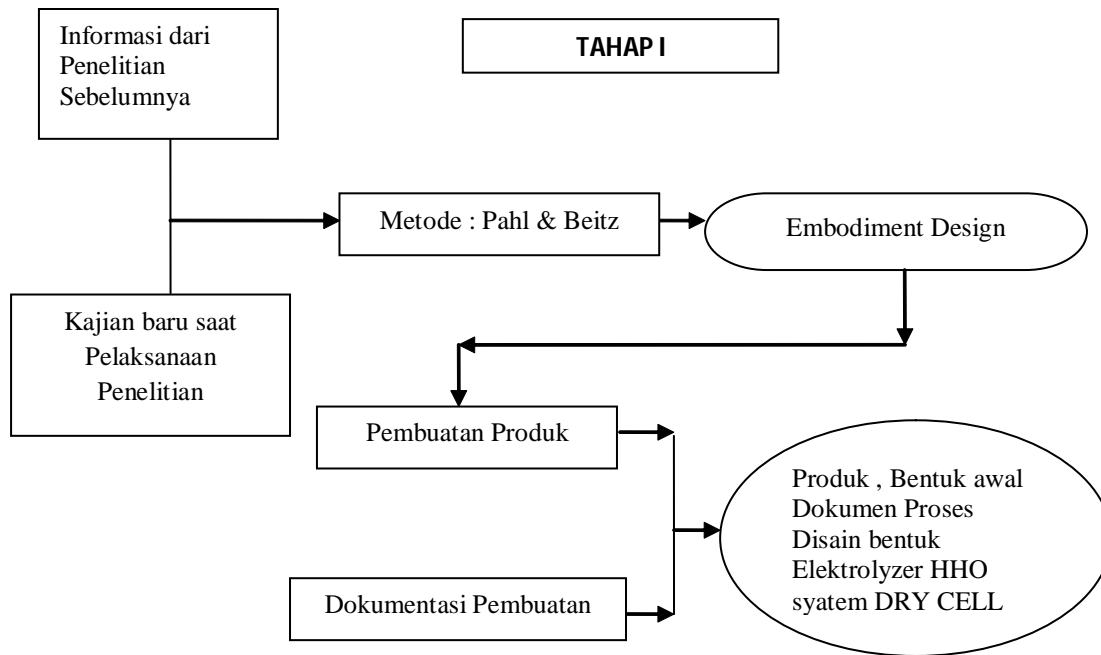 Informasi dari
Penelitian
Sebelumnya
TAHAP I
Metode : Pahl & Beitz
Embodiment Design
Kajian baru saat
Pelaksanaan
Penelitian
Pembuatan Produk
Produk , Bentuk awal
Dokumen Proses
Disain bentuk
Elektrolyzer HHO
syatem DRY CELL
Dokumentasi Pembuatan